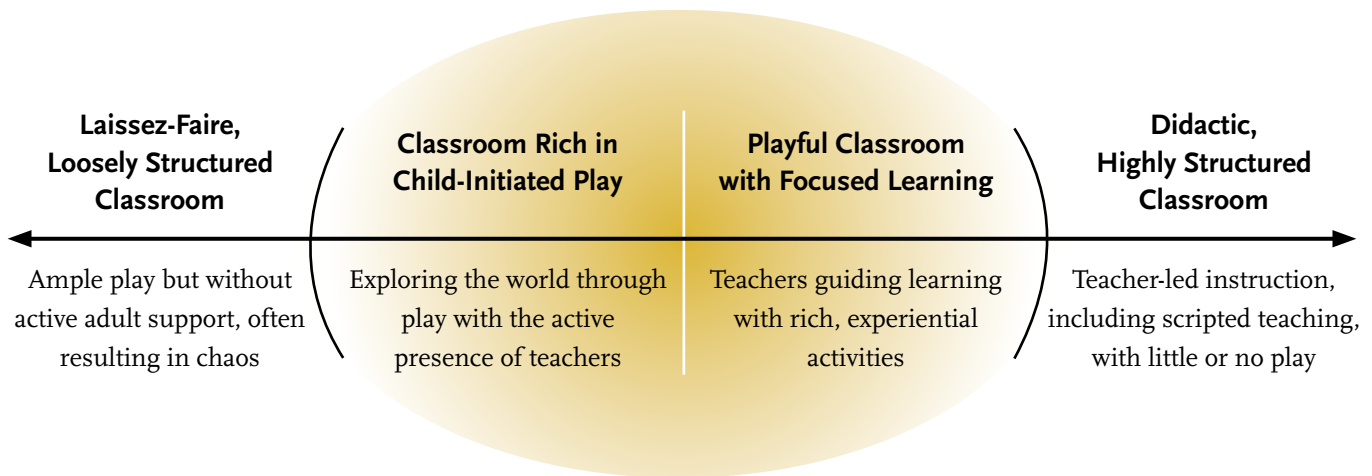 Laissez-Faire,
Loosely Structured
Classroom
Ample play but without
active adult support, often
resulting in chaos
Classroom Rich in
Child-Initiated Play
Exploring the world through
play with the active
presence of teachers
Playful Classroom
with Focused Learning
Teachers guiding learning
with rich, experiential
activities
Didactic,
Highly Structured
Classroom
Teacher-led instruction,
including scripted teaching,
with little or no play